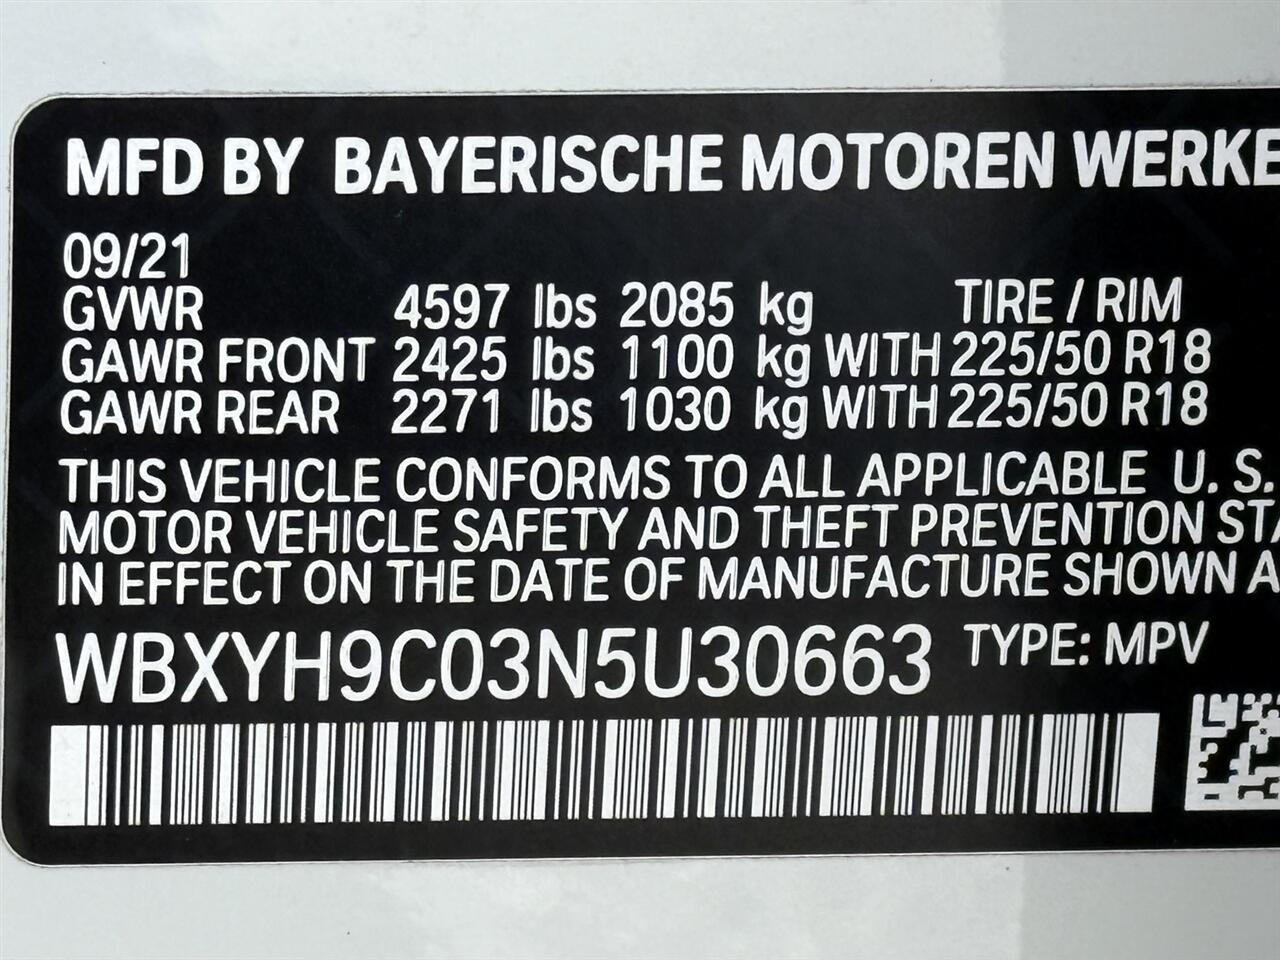 MFD BY BAYERISCHE MOTOREN WERKE
09/21
GVWR 4597 lbs 2085 kg TIRE / RIM
GAWR FRONT 2425 lbs 1100 kg WITH 225/50 R18
GAWR REAR 2271 lbs 1030 kg WITH 225/50 R18
THIS VEHICLE CONFORMS TO ALL APPLICABLE U. S.
MOTOR VEHICLE SAFETY AND THEFT PREVENTION STA
IN EFFECT ON THE DATE OF MANUFACTURE SHOWN A
WBXYH9C03N5U30663 TYPE: MPV